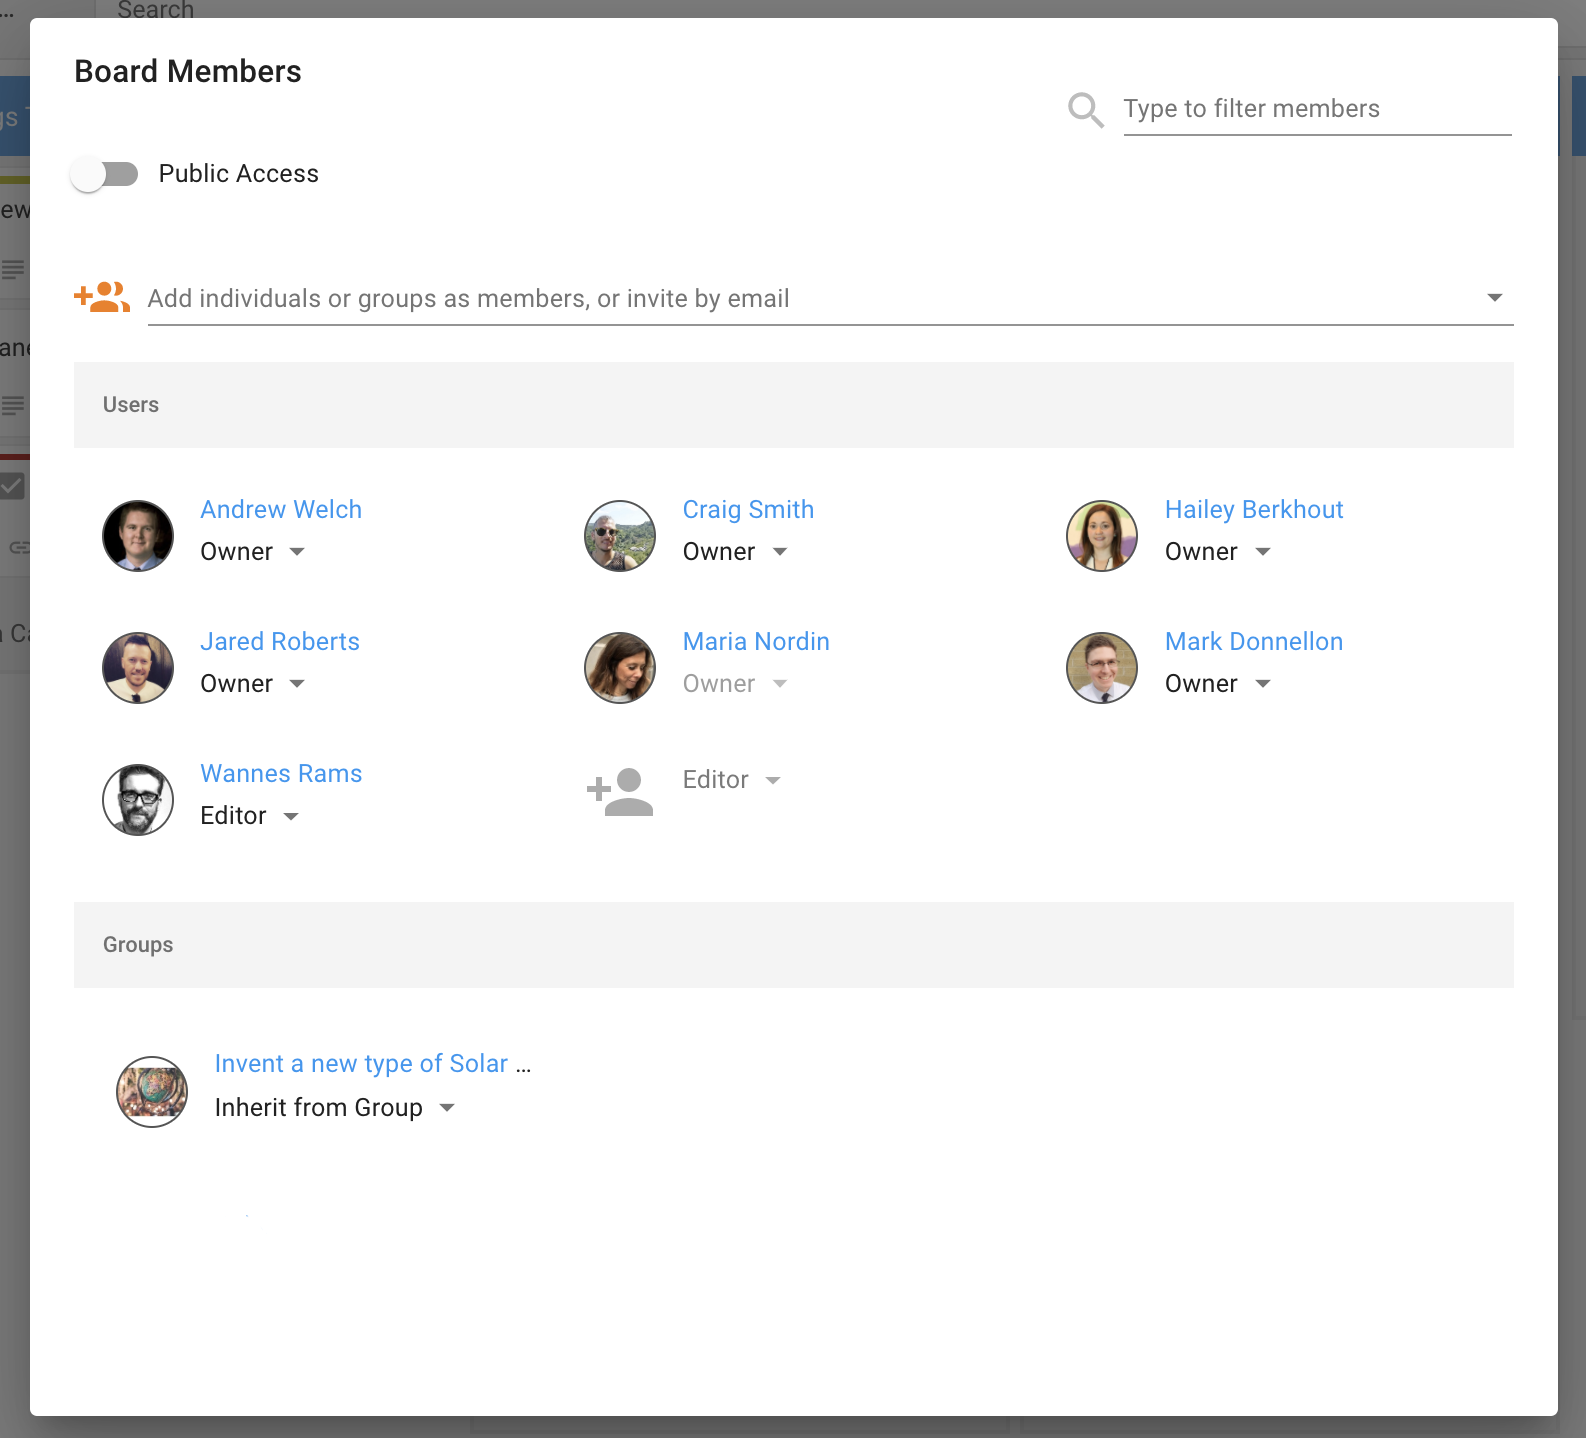 ...
Search
Board Members
Type to filter members
Public Access
Add individuals or groups as members, or invite by email
Users
Andrew Welch
Owner
Craig Smith
Owner
Hailey Berkhout
Owner
Jared Roberts
Owner
Maria Nordin
Owner
Mark Donnellon
Owner
Wannes Rams
Editor
Editor
Groups
Invent a new type of Solar ...
Inherit from Group